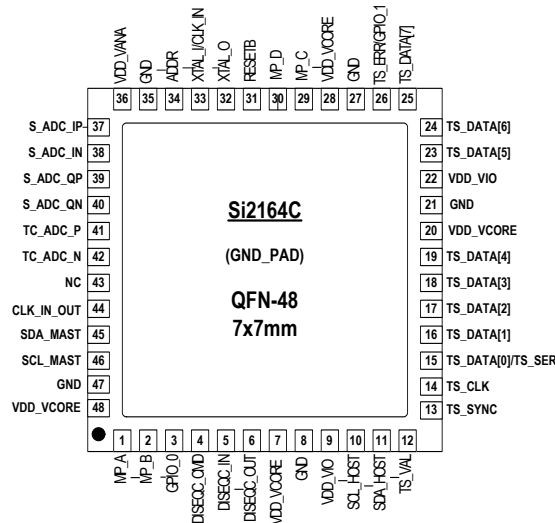 VDD_VANA
GND
ADDR
XTAL_I/CLK_IN
XTAL_O
RESETB
MP_D
MP_C
VDD_VCORE
GND
TS_ERR/GPIO_1
TS_DATA[7]
36 35 34 33 32 31 30 29 28 27 26 25
S_ADC_IP 37
S_ADC_IN 38
S_ADC_QP 39
S_ADC_QN 40
TC_ADC_P 41
TC_ADC_N 42
NC 43
CLK_IN_OUT 44
SDA_MAST 45
SCL_MAST 46
GND 47
VDD_VCORE 48
Si2164C
(GND_PAD)
QFN-48
7x7mm
24 TS_DATA[6]
23 TS_DATA[5]
22 VDD_VIO
21 GND
20 VDD_VCORE
19 TS_DATA[4]
18 TS_DATA[3]
17 TS_DATA[2]
16 TS_DATA[1]
15 TS_DATA[0]/TS_SER
14 TS_CLK
13 TS_SYNC
1 2 3 4 5 6 7 8 9 10 11 12
MP_A
MP_B
GPIO_0
DISEQC_CMD
DISEQC_IN
DISEQC_OUT
VDD_VCORE
GND
VDD_VIO
SCL_HOST
SDA_HOST
TS_VAL